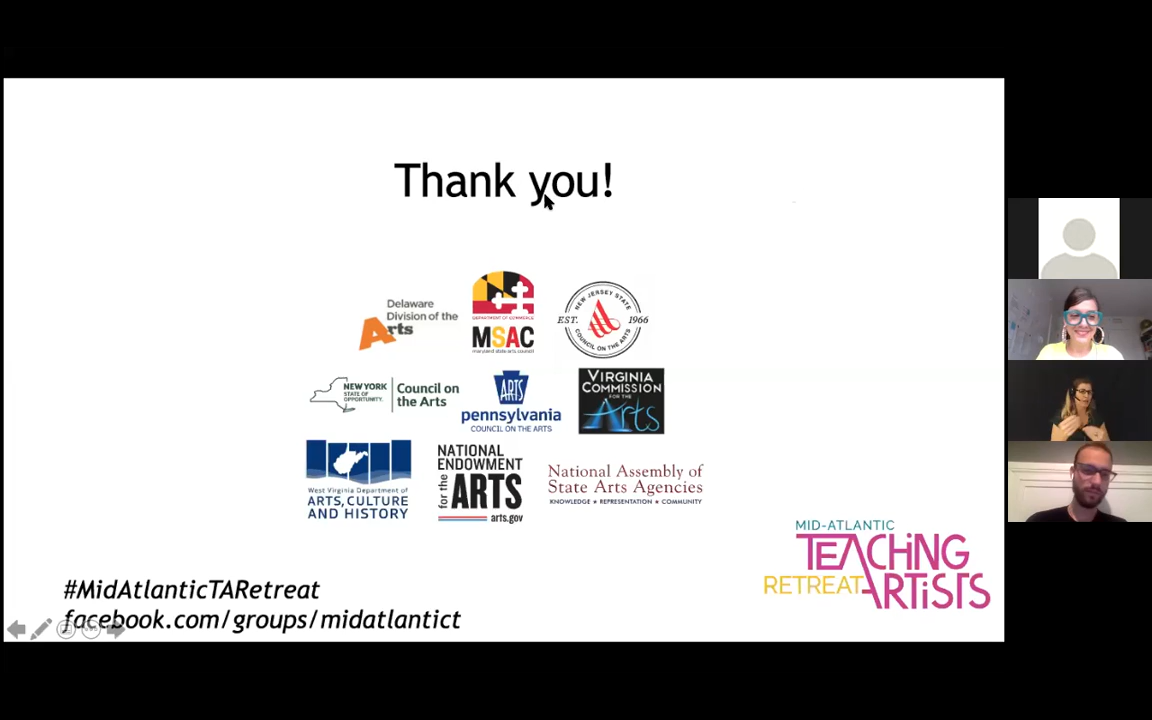 Thank you!
Delaware
Division of the
Arts
DEPARTMENT OF COMMERCE
MSAC
maryland state arts council
NEW JERSEY STATE
EST. 1966
COUNCIL ON THE ARTS
NEW YORK
STATE OF
OPPORTUNITY.
Council on
the Arts
ARTS
pennsylvania
COUNCIL ON THE ARTS
VIRGINIA
COMMISSION
FOR THE
Arts
West Virginia Department of
ARTS, CULTURE
AND HISTORY
NATIONAL
ENDOWMENT
for the
ARTS
arts.gov
National Assembly of
State Arts Agencies
KNOWLEDGE ★ REPRESENTATION ★ COMMUNITY
MID-ATLANTIC
TEACHiNG
RETREAT ARTiSTS
#MidAtlanticTARetreat
facebook.com/groups/midatlantict